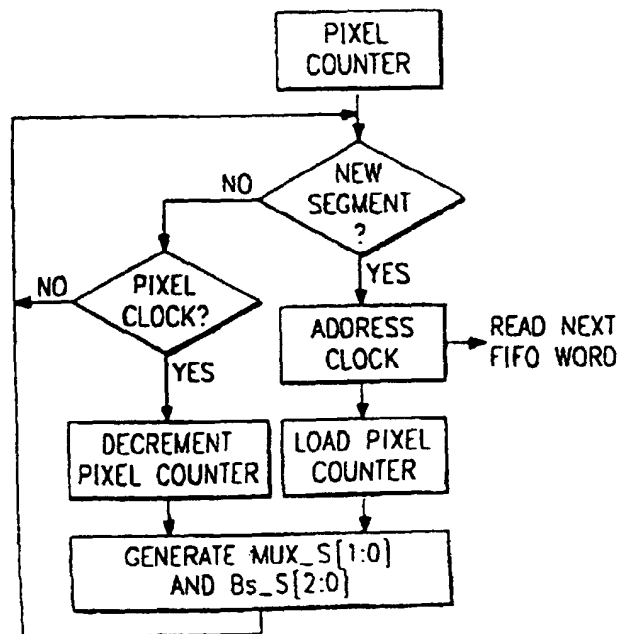 PIXEL
COUNTER
NEW
SEGMENT
?
NO
YES
PIXEL
CLOCK?
NO
YES
ADDRESS
CLOCK
READ NEXT
FIFO WORD
DECREMENT
PIXEL COUNTER
LOAD PIXEL
COUNTER
GENERATE MUX_S[1:0]
AND Bs_S[2:0]